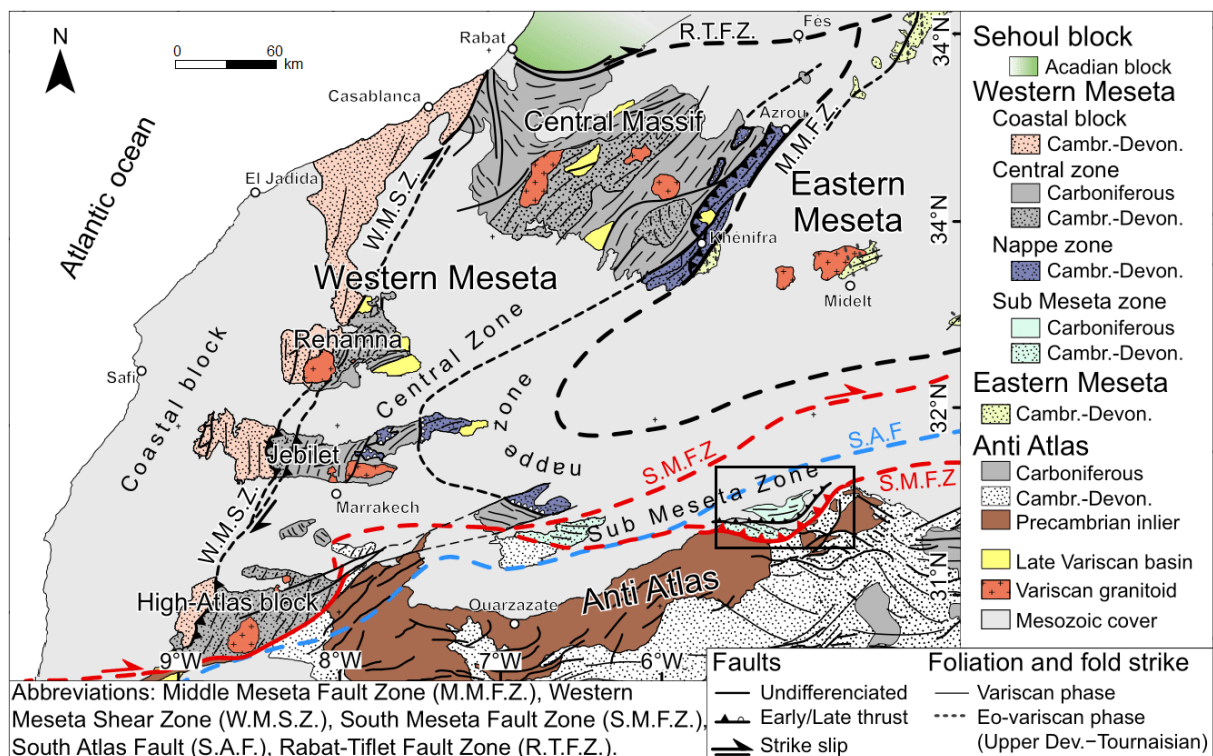 N
0 60
km
Rabat
R.T.F.Z.
Fés
34°N
Casablanca
Central Massif
Azrou
M.M.F.Z.
El Jadida
W.M.S.Z.
Eastern
Meseta
34°N
Khénifra
Atlantic ocean
Western Meseta
Midelt
Rehamna
Central Zone
Safi
Coastal block
nappe zone
32°N
Jebilet
S.M.F.Z
S.A.F
S.M.F.Z
Marrakech
Sub Meseta Zone
W.M.S.Z.
31°N
High-Atlas block
Anti Atlas
Ouarzazate
9°W
8°W
7°W
6°W
Sehoul block
Acadian block
Western Meseta
Coastal block
Cambr.-Devon.
Central zone
Carboniferous
Cambr.-Devon.
Nappe zone
Cambr.-Devon.
Sub Meseta zone
Carboniferous
Cambr.-Devon.
Eastern Meseta
Cambr.-Devon.
Anti Atlas
Carboniferous
Cambr.-Devon.
Precambrian inlier
Late Variscan basin
Variscan granitoid
Mesozoic cover
Abbreviations: Middle Meseta Fault Zone (M.M.F.Z.), Western
Meseta Shear Zone (W.M.S.Z.), South Meseta Fault Zone (S.M.F.Z.),
South Atlas Fault (S.A.F.), Rabat-Tiflet Fault Zone (R.T.F.Z.).
Faults
Undifferenciated
Early/Late thrust
Strike slip
Foliation and fold strike
Variscan phase
Eo-variscan phase
(Upper Dev.–Tournaisian)